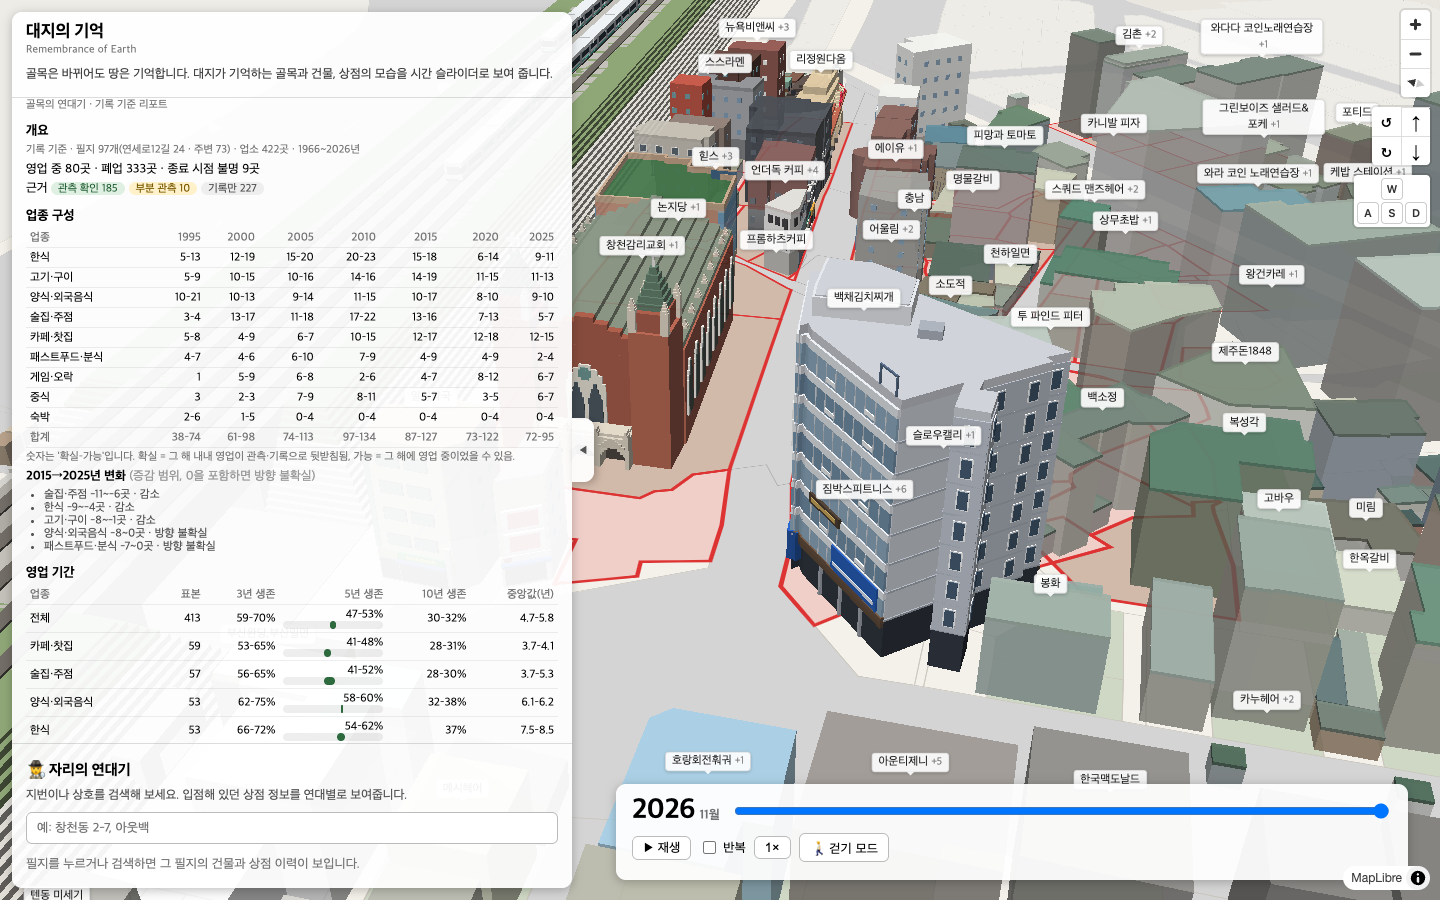 대지의 기억
Remembrance of Earth
골목은 바뀌어도 땅은 기억합니다. 대지가 기억하는 골목과 건물, 상점의 모습을 시간 슬라이더로 보여 줍니다.
골목의 연대기 · 기록 기준 리포트
개요
기록 기준 · 필지 97개(연세로12길 24 · 주변 73) · 업소 422곳 · 1966~2026년
영업 중 80곳 · 폐업 333곳 · 종료 시점 불명 9곳
근거 관측 확인 185 부분 관측 10 기록만 227
업종 구성
업종 1995 2000 2005 2010 2015 2020 2025
한식 5-13 12-19 15-20 20-23 15-18 6-14 9-11
고기·구이 5-9 10-15 10-16 14-16 14-19 11-15 11-13
양식·외국음식 10-21 10-13 9-14 11-15 10-17 8-10 9-10
술집·주점 3-4 13-17 11-18 17-22 13-16 7-13 5-7
카페·찻집 5-8 4-9 6-7 10-15 12-17 12-18 12-15
패스트푸드·분식 4-7 4-6 6-10 7-9 4-9 4-9 2-4
게임·오락 1 5-9 6-8 2-6 4-7 8-12 6-7
중식 3 2-3 7-9 8-11 5-7 3-5 6-7
숙박 2-6 1-5 0-4 0-4 0-4 0-4 0-4
합계 38-74 61-98 74-113 97-134 87-127 73-122 72-95
숫자는 '확실-가능'입니다. 확실 = 그 해 내내 영업이 관측·기록으로 뒷받침됨, 가능 = 그 해에 영업 중이었을 수 있음.
2015→2025년 변화 (증감 범위, 0을 포함하면 방향 불확실)
술집·주점 -11~-6곳 · 감소
한식 -9~-4곳 · 감소
고기·구이 -8~-1곳 · 감소
양식·외국음식 -8~0곳 · 방향 불확실
패스트푸드·분식 -7~0곳 · 방향 불확실
영업 기간
업종 표본 3년 생존 5년 생존 10년 생존 중앙값(년)
전체 413 59-70% 47-53% 30-32% 4.7-5.8
카페·찻집 59 53-65% 41-48% 28-31% 3.7-4.1
술집·주점 57 56-65% 41-52% 28-30% 3.7-5.3
양식·외국음식 53 62-75% 58-60% 32-38% 6.1-6.2
한식 53 66-72% 54-62% 37% 7.5-8.5
자리의 연대기
지번이나 상호를 검색해 보세요. 입점해 있던 상점 정보를 연대별로 보여줍니다.
예: 창천동 2-7, 아웃백
필지를 누르거나 검색하면 그 필지의 건물과 상점 이력이 보입니다.
텐동 미세기
뉴욕비앤씨 +3
스스라멘
리정원다움
김촌 +2
와다다 코인노래연습장
+1
그린보이즈 샐러드&
포케 +1
포티드
카니발 피자
피망과 토마토
에이유 +1
힘스 +3
언더독 커피 +4
명물갈비
충남
스쿼드 맨즈헤어 +2
와라 코인 노래연습장 +1
케밥 스테이션 +1
논지당 +1
상무초밥 +1
어울림 +2
창천감리교회 +1
프롬하츠커피
천하일면
소도적
왕건카레 +1
백채김치찌개
투 파인드 피터
제주돈1848
백소정
복성각
슬로우캘리 +1
짐박스피트니스 +6
고바우
미림
한옥갈비
봉화
카누헤어 +2
호랑회전훠궈 +1
아운티제니 +5
한국맥도날드
+
−
↺ ↑
↻ ↓
W
A S D
2026 11월
▶ 재생 반복 1× 걷기 모드
MapLibre